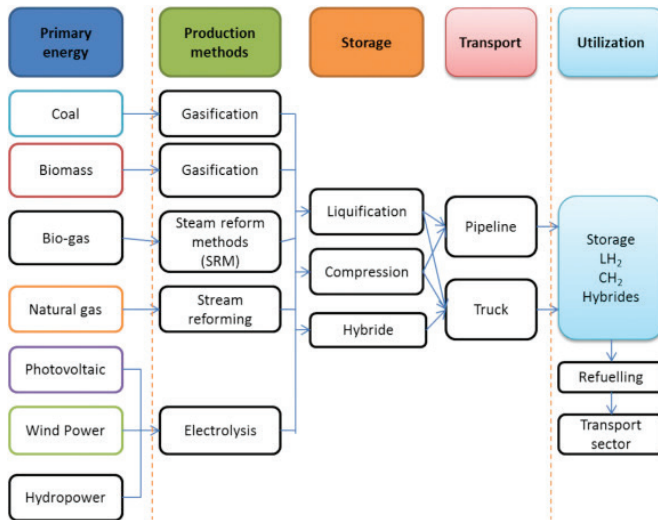 Primary
energy
Production
methods
Storage
Transport
Utilization
Coal
Gasification
Biomass
Gasification
Bio-gas
Steam reform
methods
(SRM)
Natural gas
Stream
reforming
Photovoltaic
Wind Power
Hydropower
Electrolysis
Liquification
Compression
Hybride
Pipeline
Truck
Storage
LH₂
CH₂
Hybrides
Refuelling
Transport
sector